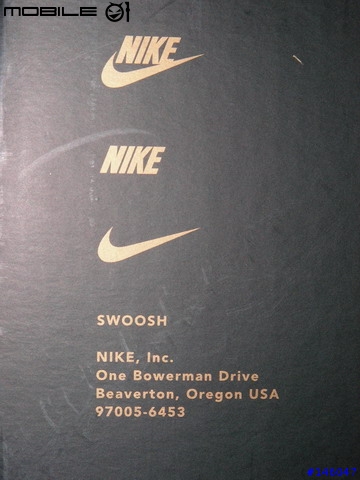 MOBILE 01
NIKE
NIKE
SWOOSH
NIKE, Inc.
One Bowerman Drive
Beaverton, Oregon USA
97005-6453